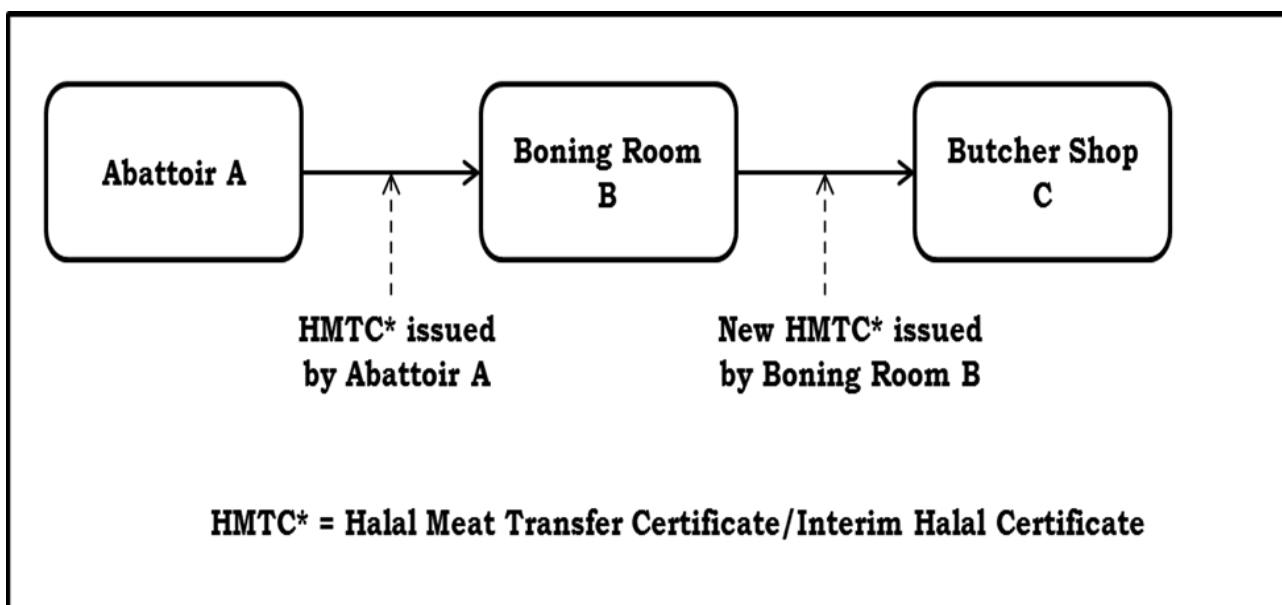 Abattoir A
Boning Room
B
Butcher Shop
C
HMTC* issued
by Abattoir A
New HMTC* issued
by Boning Room B
HMTC* = Halal Meat Transfer Certificate/Interim Halal Certificate